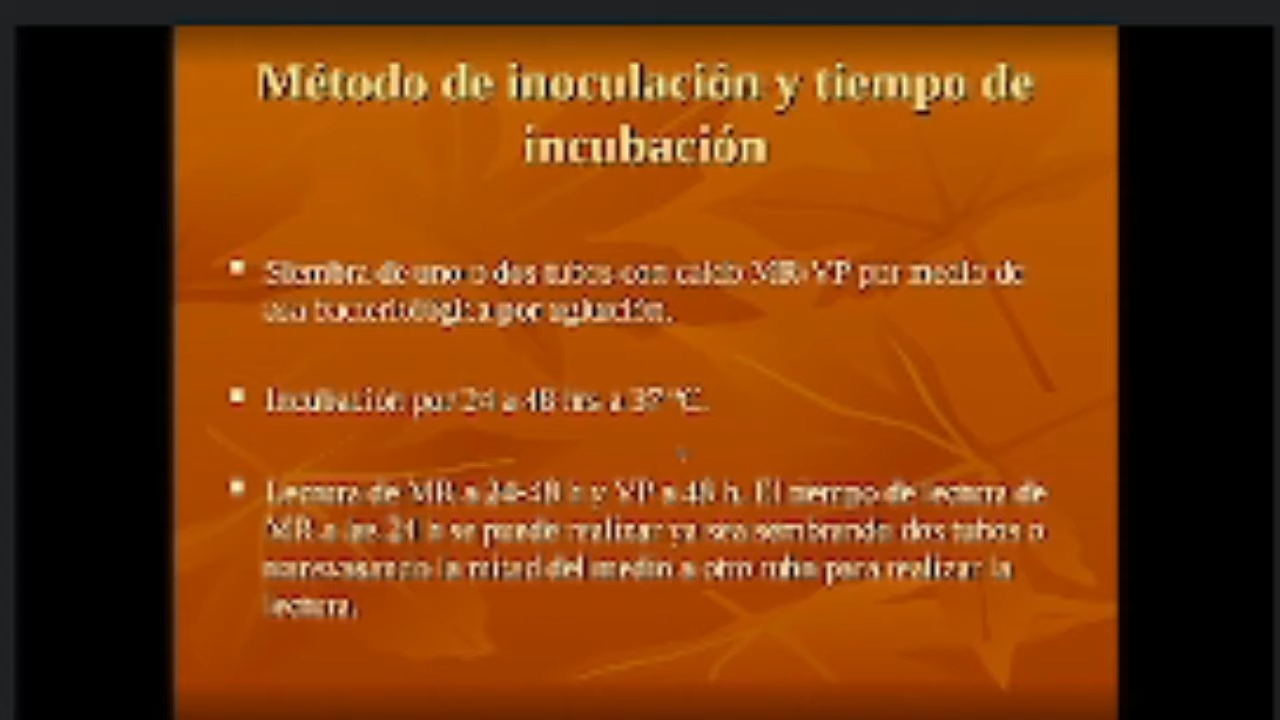 Método de inoculación y tiempo de
incubación
Siembra de uno o dos tubos con caldo MR-VP por medio de
asa bacteriológica por agitación.
Incubación por 24 a 48 hrs a 37 °C.
Lectura de MR a 24-48 h y VP a 48 h. El tiempo de lectura de
MR a las 24 h se puede realizar ya sea sembrando dos tubos o
transvasando la mitad del medio a otro tubo para realizar la
lectura.